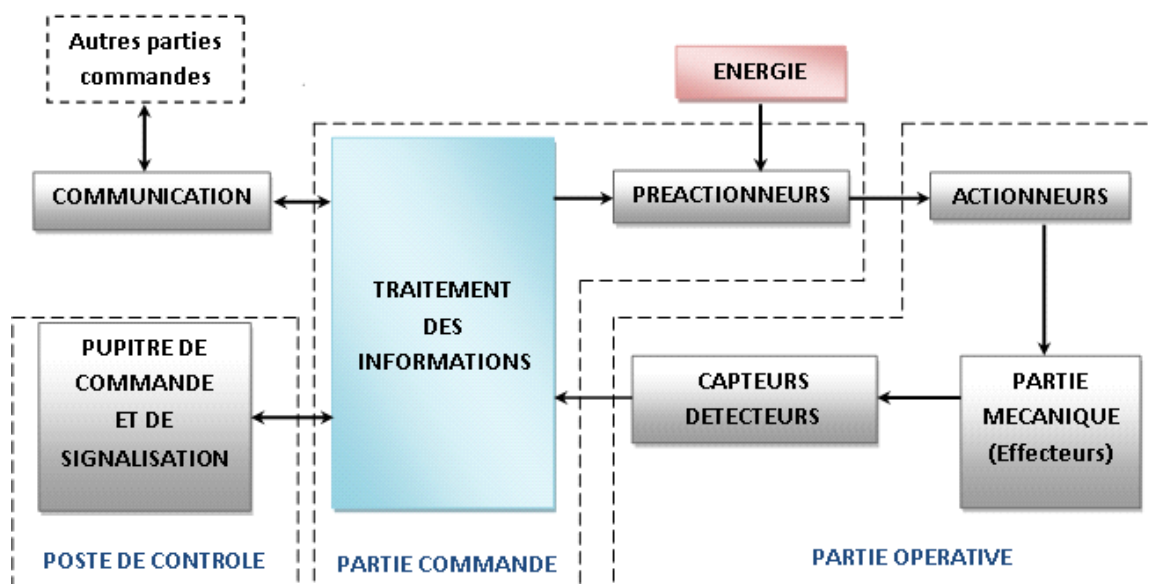 Autres parties
commandes
ENERGIE
COMMUNICATION
PREACTIONNEURS
ACTIONNEURS
TRAITEMENT
DES
INFORMATIONS
PUPITRE DE
COMMANDE
ET DE
SIGNALISATION
CAPTEURS
DETECTEURS
PARTIE
MECANIQUE
(Effecteurs)
POSTE DE CONTROLE
PARTIE COMMANDE
PARTIE OPERATIVE